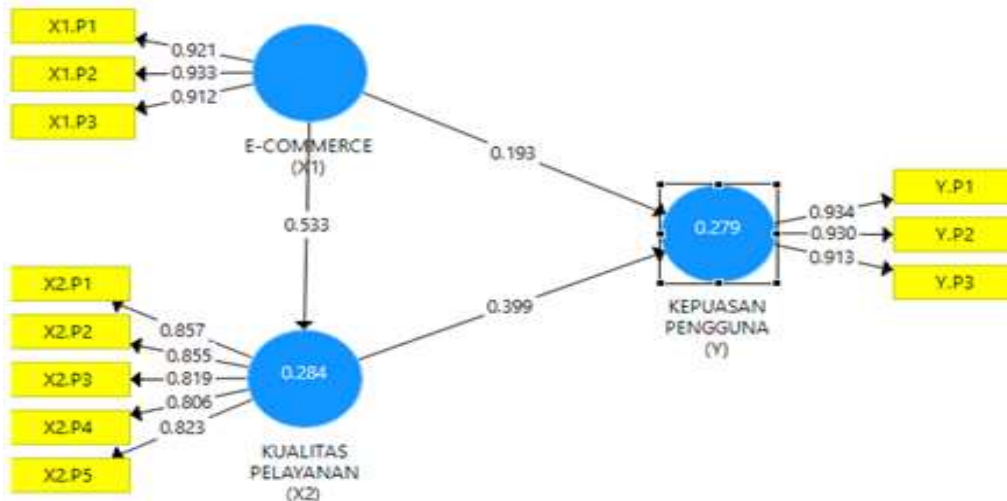 X1.P1
X1.P2
X1.P3
0.921
0.933
0.912
E-COMMERCE
(X1)
0.193
0.533
0.279
KEPUASAN
PENGGUNA
(Y)
0.934
0.930
0.913
Y.P1
Y.P2
Y.P3
X2.P1
X2.P2
X2.P3
X2.P4
X2.P5
0.857
0.855
0.819
0.806
0.823
0.284
KUALITAS
PELAYANAN
(X2)
0.399